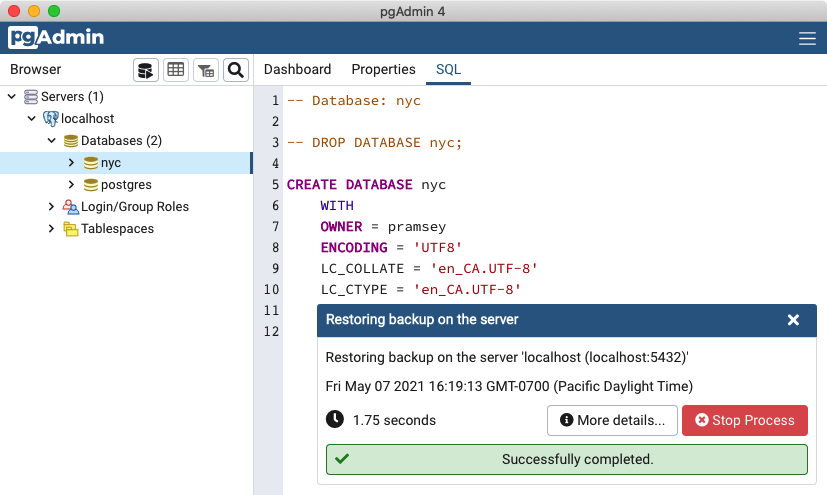 pgAdmin 4
pgAdmin
Browser
Dashboard Properties SQL
Servers (1)
localhost
Databases (2)
nyc
postgres
Login/Group Roles
Tablespaces
1 -- Database: nyc
2
3 -- DROP DATABASE nyc;
4
5 CREATE DATABASE nyc
6     WITH
7     OWNER = pramsey
8     ENCODING = 'UTF8'
9     LC_COLLATE = 'en_CA.UTF-8'
10     LC_CTYPE = 'en_CA.UTF-8'
11
12
Restoring backup on the server
Restoring backup on the server 'localhost (localhost:5432)'
Fri May 07 2021 16:19:13 GMT-0700 (Pacific Daylight Time)
1.75 seconds More details... Stop Process
Successfully completed.